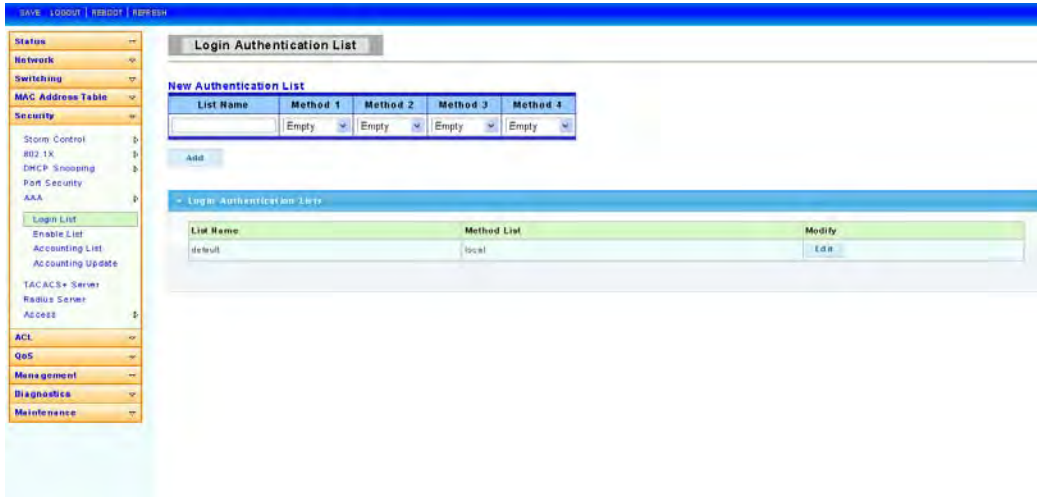 SAVE LOGOUT | REBOOT | REFRESH
Status
Network
Switching
MAC Address Table
Security
Storm Control
802.1X
DHCP Snooping
Port Security
AAA
Login List
Enable List
Accounting List
Accounting Update
TACACS+ Server
Radius Server
Access
ACL
QoS
Management
Diagnostics
Maintenance
Login Authentication List
New Authentication List
List Name Method 1 Method 2 Method 3 Method 4
Empty Empty Empty Empty
Add
Login Authentication Lists
List Name Method List Modify
default local Edit